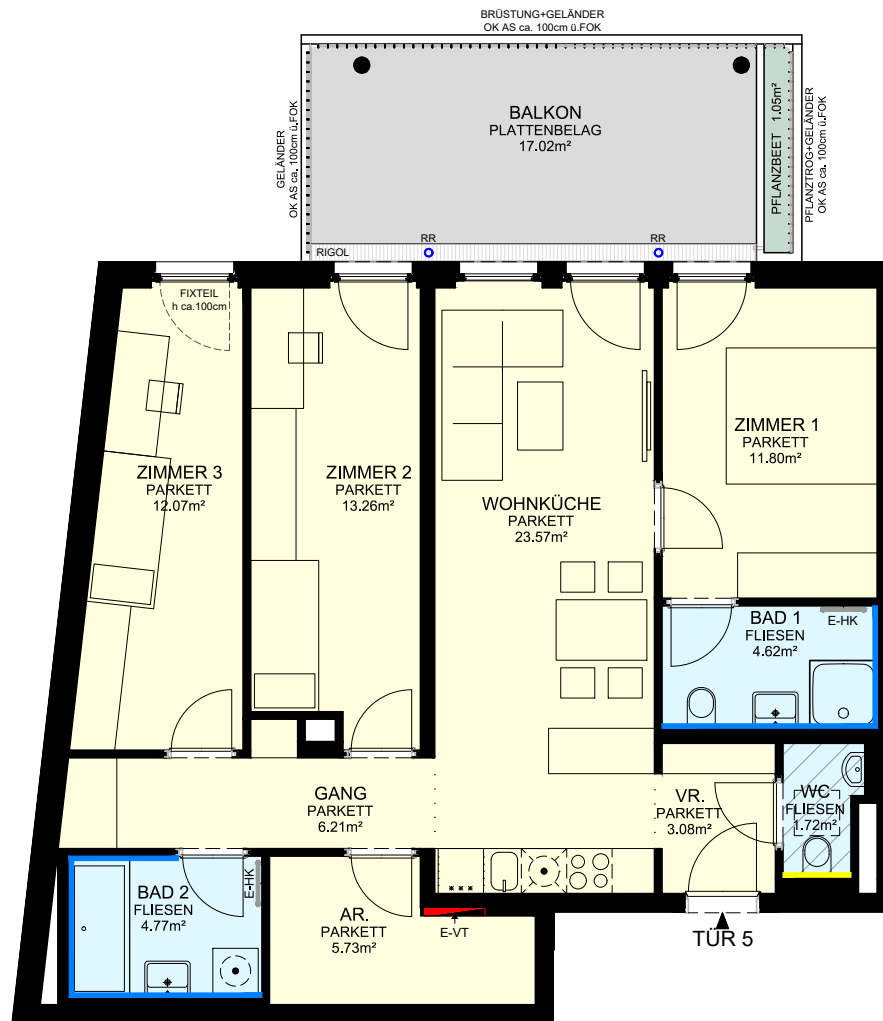 BRÜSTUNG+GELÄNDER
OK AS ca. 100cm ü.FOK
GELÄNDER
OK AS ca. 100cm ü.FOK
BALKON
PLATTENBELAG
17.02m²
PFLANZBEET 1.05m²
PFLANZTROG+GELÄNDER
OK AS ca. 100cm ü.FOK
RIGOL
RR
RR
FIXTEIL
h ca.100cm
ZIMMER 3
PARKETT
12.07m²
ZIMMER 2
PARKETT
13.26m²
WOHNKÜCHE
PARKETT
23.57m²
ZIMMER 1
PARKETT
11.80m²
BAD 1
FLIESEN
4.62m²
E-HK
GANG
PARKETT
6.21m²
VR.
PARKETT
3.08m²
WC
FLIESEN
1.72m²
BAD 2
FLIESEN
4.77m²
E-HK
AR.
PARKETT
5.73m²
E-VT
TÜR 5